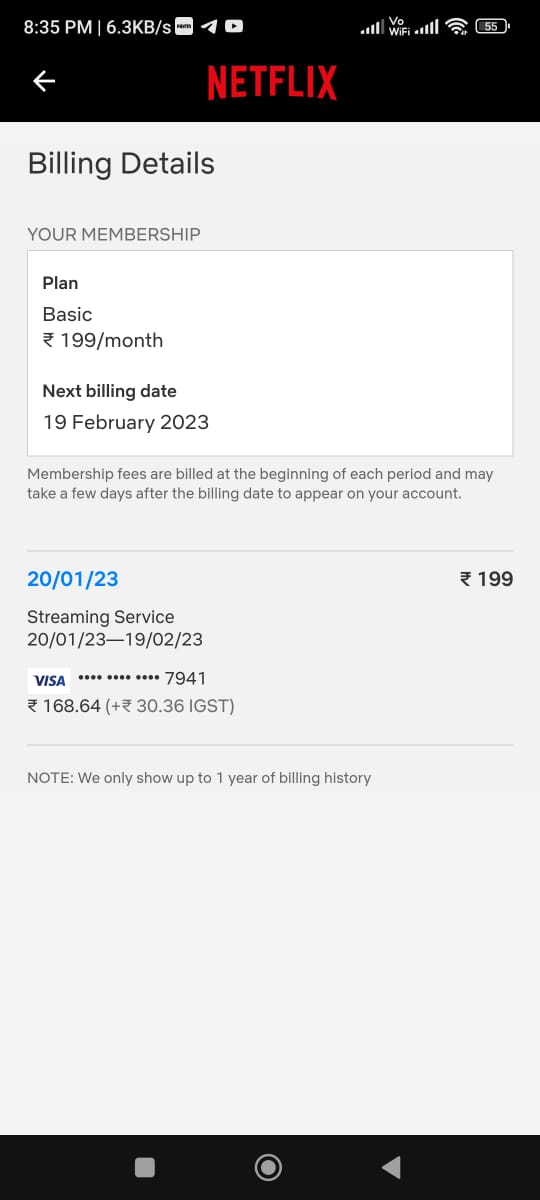 8:35 PM | 6.3KB/s
Vo
WiFi
55
NETFLIX
Billing Details
YOUR MEMBERSHIP
Plan
Basic
₹ 199/month
Next billing date
19 February 2023
Membership fees are billed at the beginning of each period and may
take a few days after the billing date to appear on your account.
20/01/23 ₹ 199
Streaming Service
20/01/23—19/02/23
VISA •••• •••• •••• 7941
₹ 168.64 (+₹ 30.36 IGST)
NOTE: We only show up to 1 year of billing history